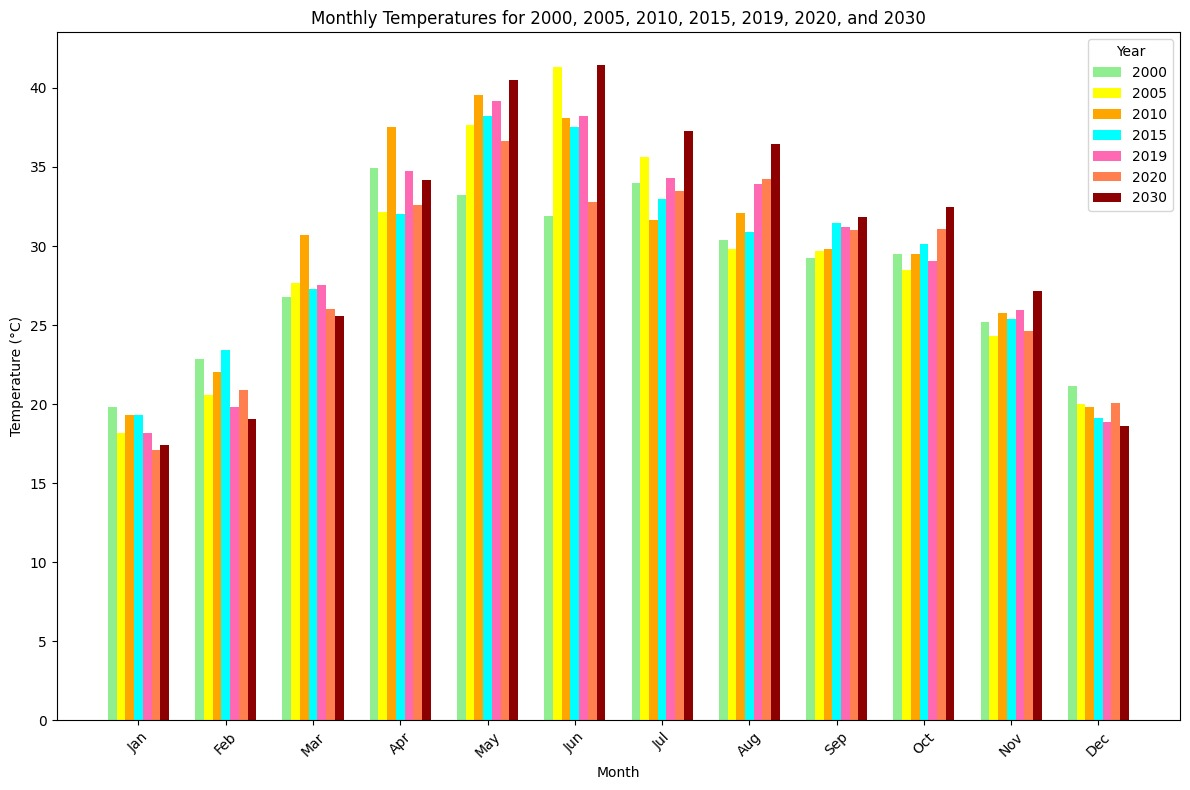 Monthly Temperatures for 2000, 2005, 2010, 2015, 2019, 2020, and 2030
Year
2000
2005
2010
2015
2019
2020
2030
Temperature (°C)
40
35
30
25
20
15
10
5
0
Jan
Feb
Mar
Apr
May
Jun
Jul
Aug
Sep
Oct
Nov
Dec
Month